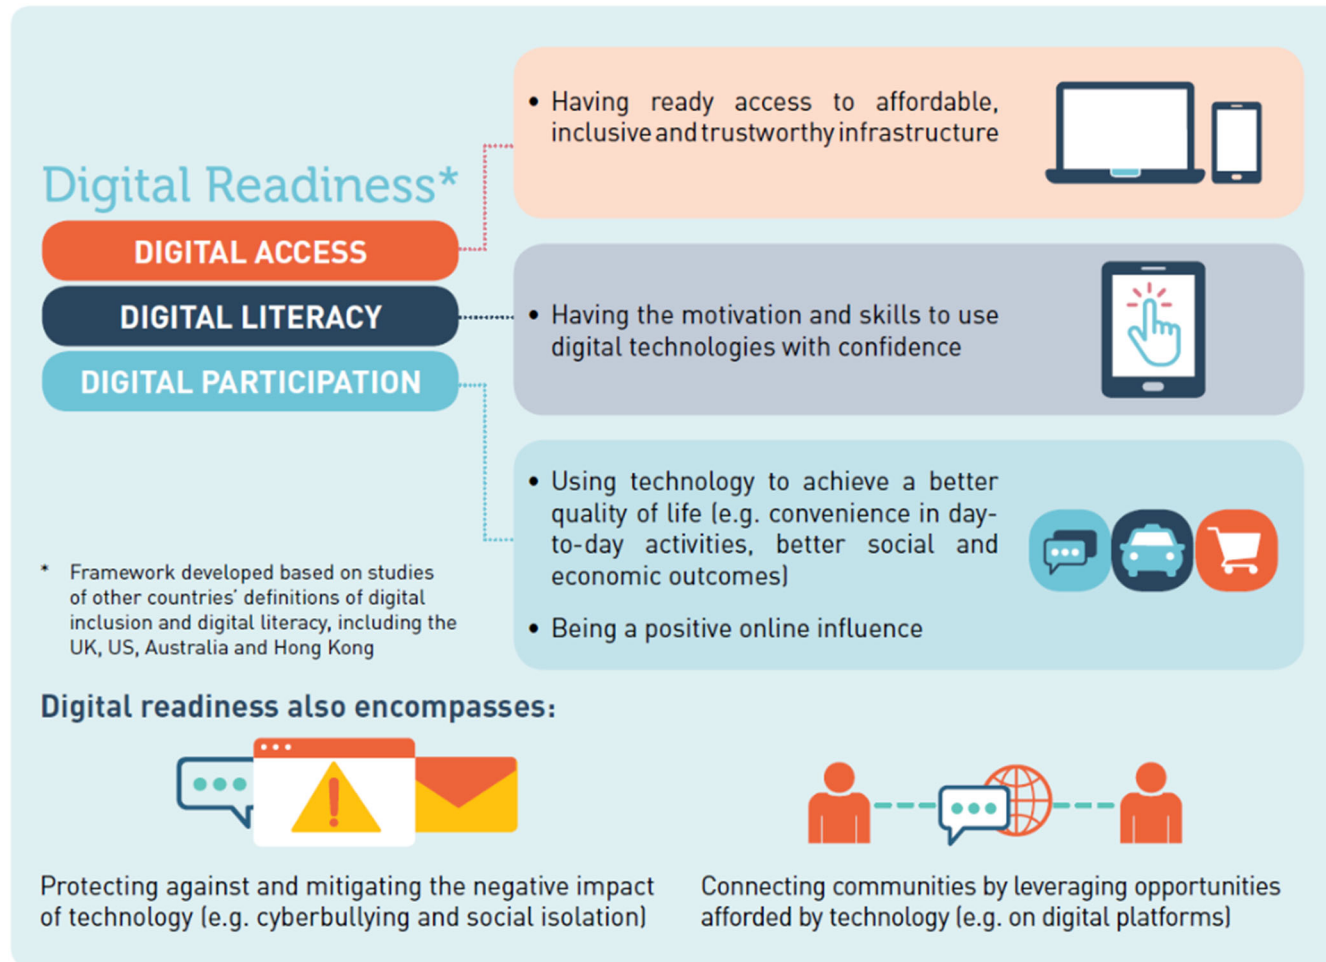 Digital Readiness*
DIGITAL ACCESS
DIGITAL LITERACY
DIGITAL PARTICIPATION
• Having ready access to affordable,
inclusive and trustworthy infrastructure
• Having the motivation and skills to use
digital technologies with confidence
• Using technology to achieve a better
quality of life (e.g. convenience in day-
to-day activities, better social and
economic outcomes)
• Being a positive online influence
* Framework developed based on studies
of other countries' definitions of digital
inclusion and digital literacy, including the
UK, US, Australia and Hong Kong
Digital readiness also encompasses:
Protecting against and mitigating the negative impact
of technology (e.g. cyberbullying and social isolation)
Connecting communities by leveraging opportunities
afforded by technology (e.g. on digital platforms)